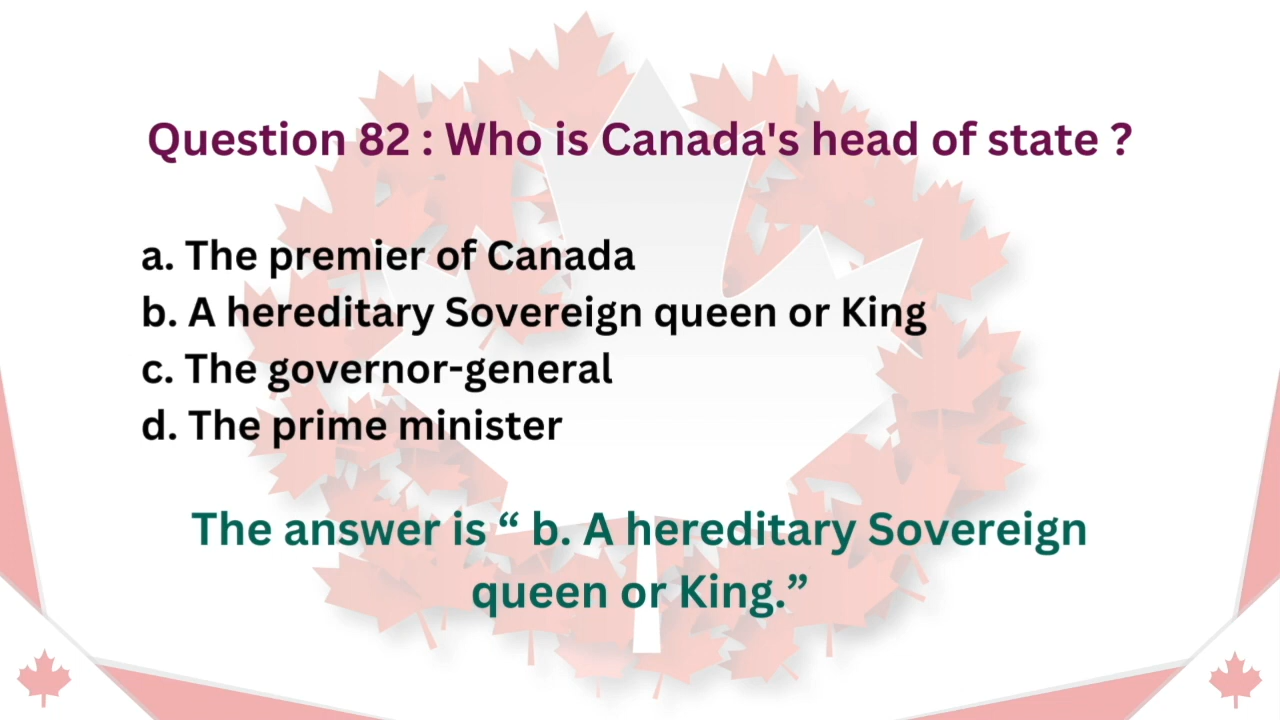 Question 82 : Who is Canada's head of state ?
a. The premier of Canada
b. A hereditary Sovereign queen or King
c. The governor-general
d. The prime minister
The answer is “ b. A hereditary Sovereign
queen or King.”